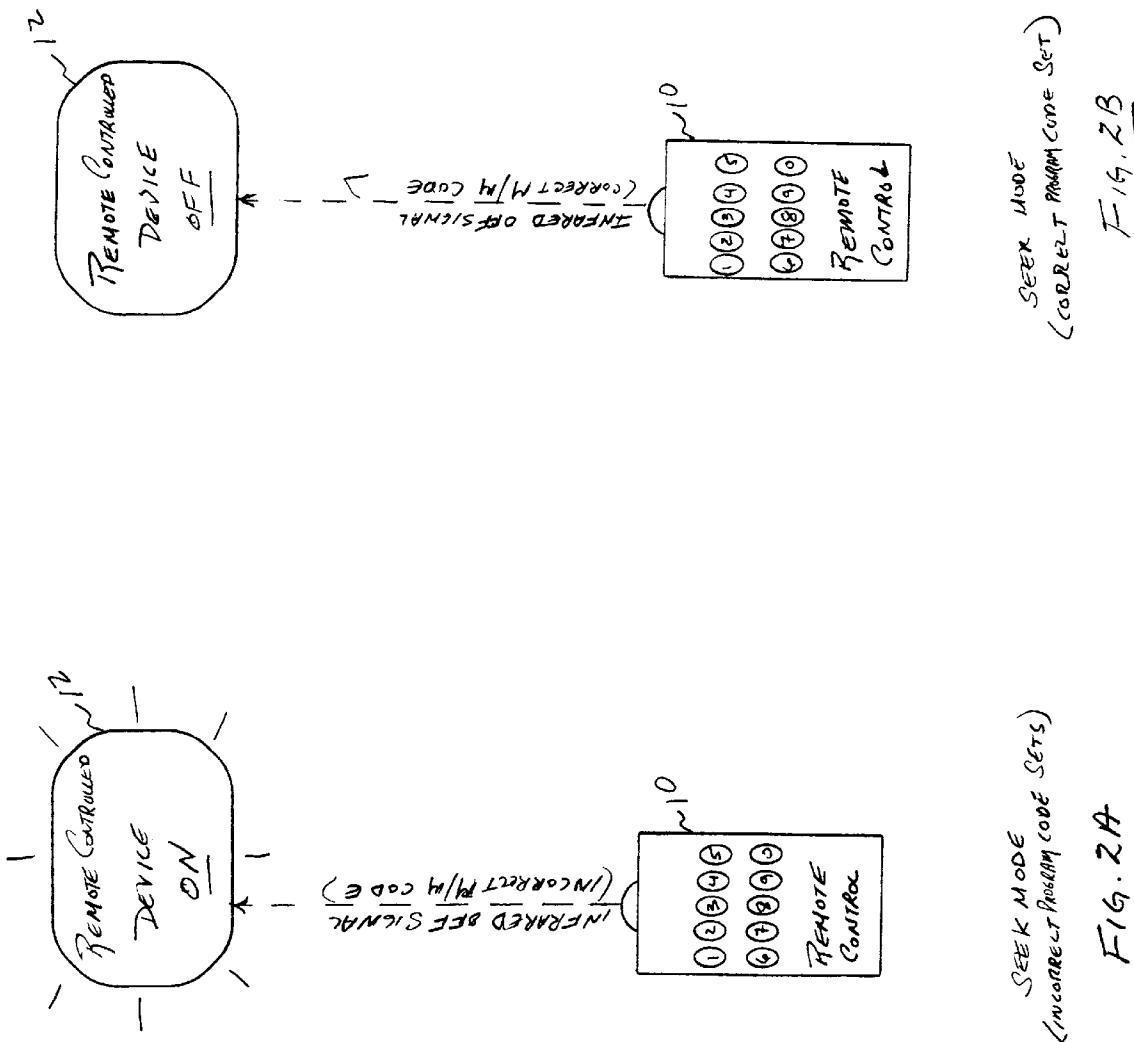 12
REMOTE CONTROLLED
DEVICE
ON
INFRARED OFF SIGNAL
(INCORRECT M/M CODE)
10
1 2 3 4 5
6 7 8 9 0
REMOTE
CONTROL
SEEK MODE
(INCORRECT PROGRAM CODE SETS)
FIG. 2A
12
REMOTE CONTROLLED
DEVICE
OFF
INFARED OFF SIGNAL
(CORRECT M/M CODE)
10
1 2 3 4 5
6 7 8 9 0
REMOTE
CONTROL
SEEK MODE
(CORRECT PROGRAM CODE SET)
FIG. 2B